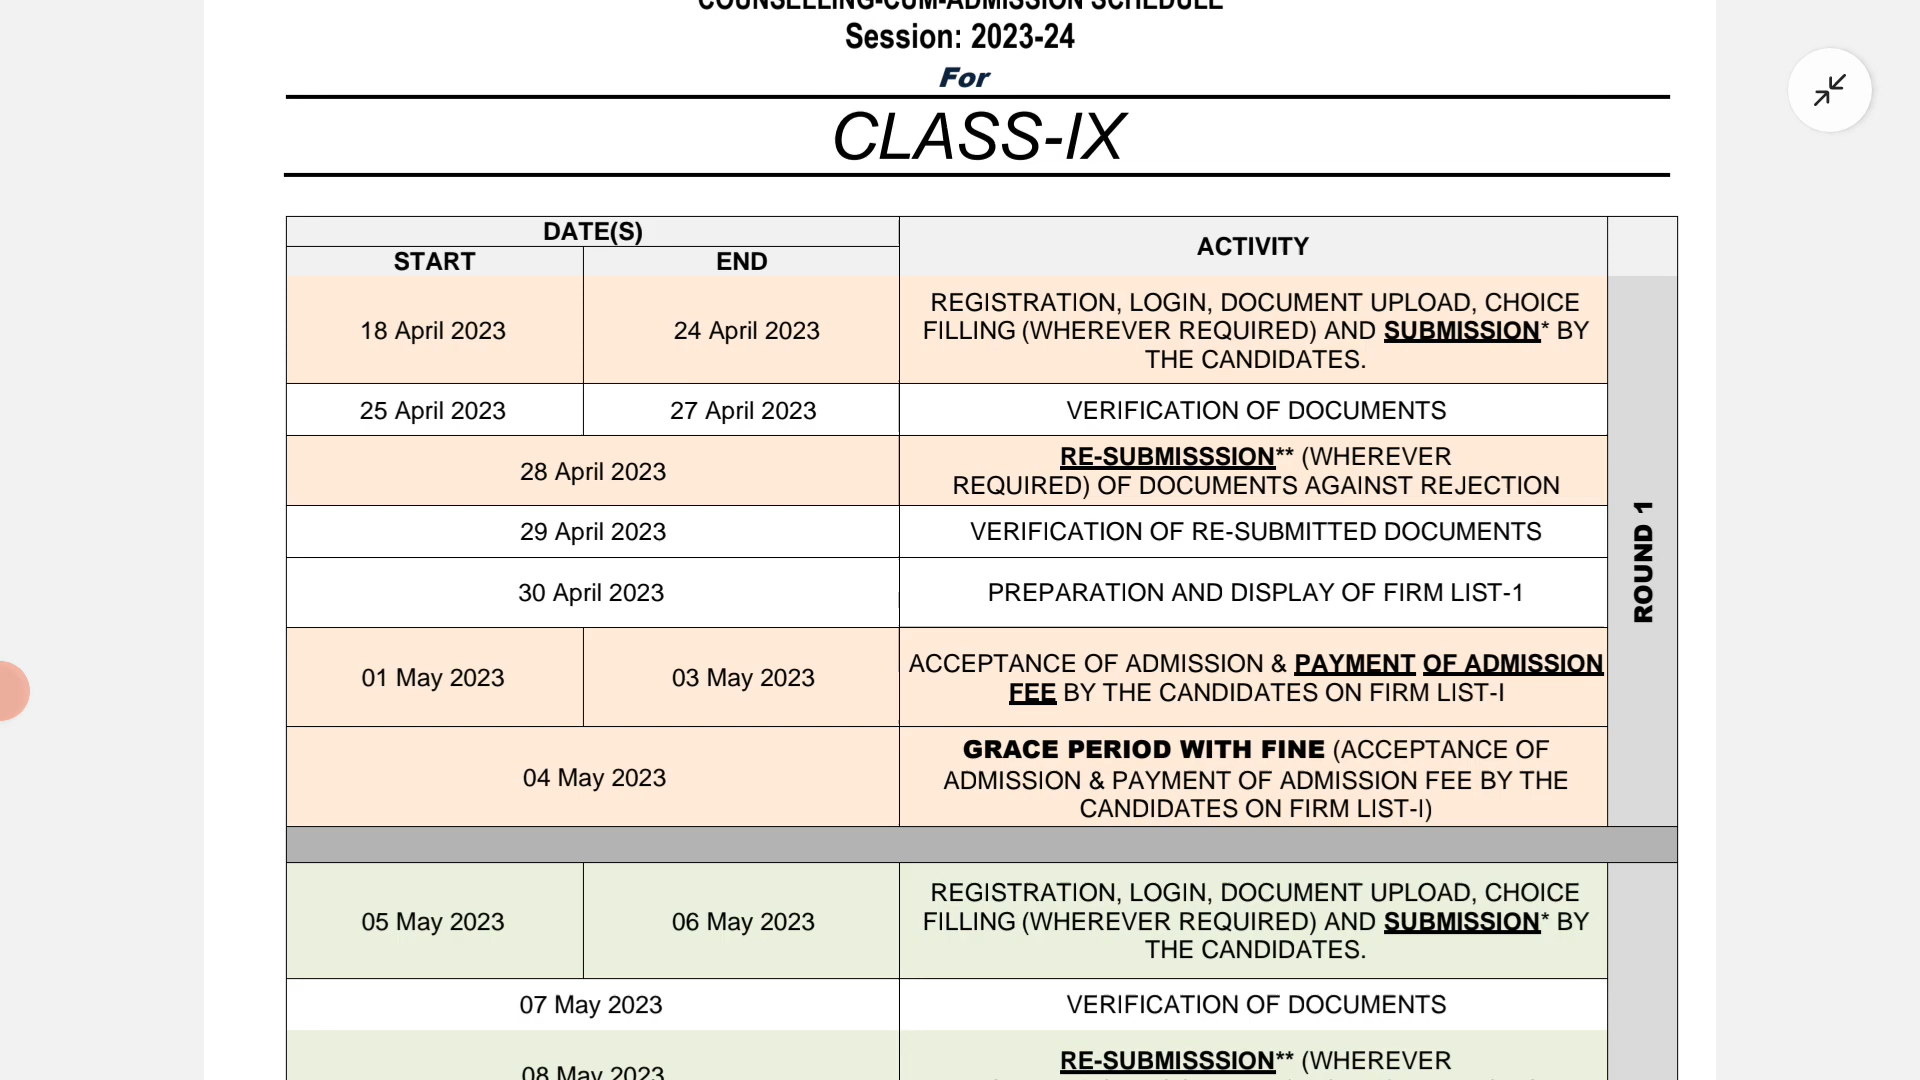 COUNSELLING-CUM-ADMISSION SCHEDULE
Session: 2023-24
For
CLASS-IX
DATE(S)
START
END
ACTIVITY
18 April 2023
24 April 2023
REGISTRATION, LOGIN, DOCUMENT UPLOAD, CHOICE
FILLING (WHEREVER REQUIRED) AND SUBMISSION* BY
THE CANDIDATES.
25 April 2023
27 April 2023
VERIFICATION OF DOCUMENTS
28 April 2023
RE-SUBMISSSION** (WHEREVER
REQUIRED) OF DOCUMENTS AGAINST REJECTION
29 April 2023
VERIFICATION OF RE-SUBMITTED DOCUMENTS
30 April 2023
PREPARATION AND DISPLAY OF FIRM LIST-1
01 May 2023
03 May 2023
ACCEPTANCE OF ADMISSION & PAYMENT OF ADMISSION
FEE BY THE CANDIDATES ON FIRM LIST-I
04 May 2023
GRACE PERIOD WITH FINE (ACCEPTANCE OF
ADMISSION & PAYMENT OF ADMISSION FEE BY THE
CANDIDATES ON FIRM LIST-I)
ROUND 1
05 May 2023
06 May 2023
REGISTRATION, LOGIN, DOCUMENT UPLOAD, CHOICE
FILLING (WHEREVER REQUIRED) AND SUBMISSION* BY
THE CANDIDATES.
07 May 2023
VERIFICATION OF DOCUMENTS
08 May 2023
RE-SUBMISSSION** (WHEREVER